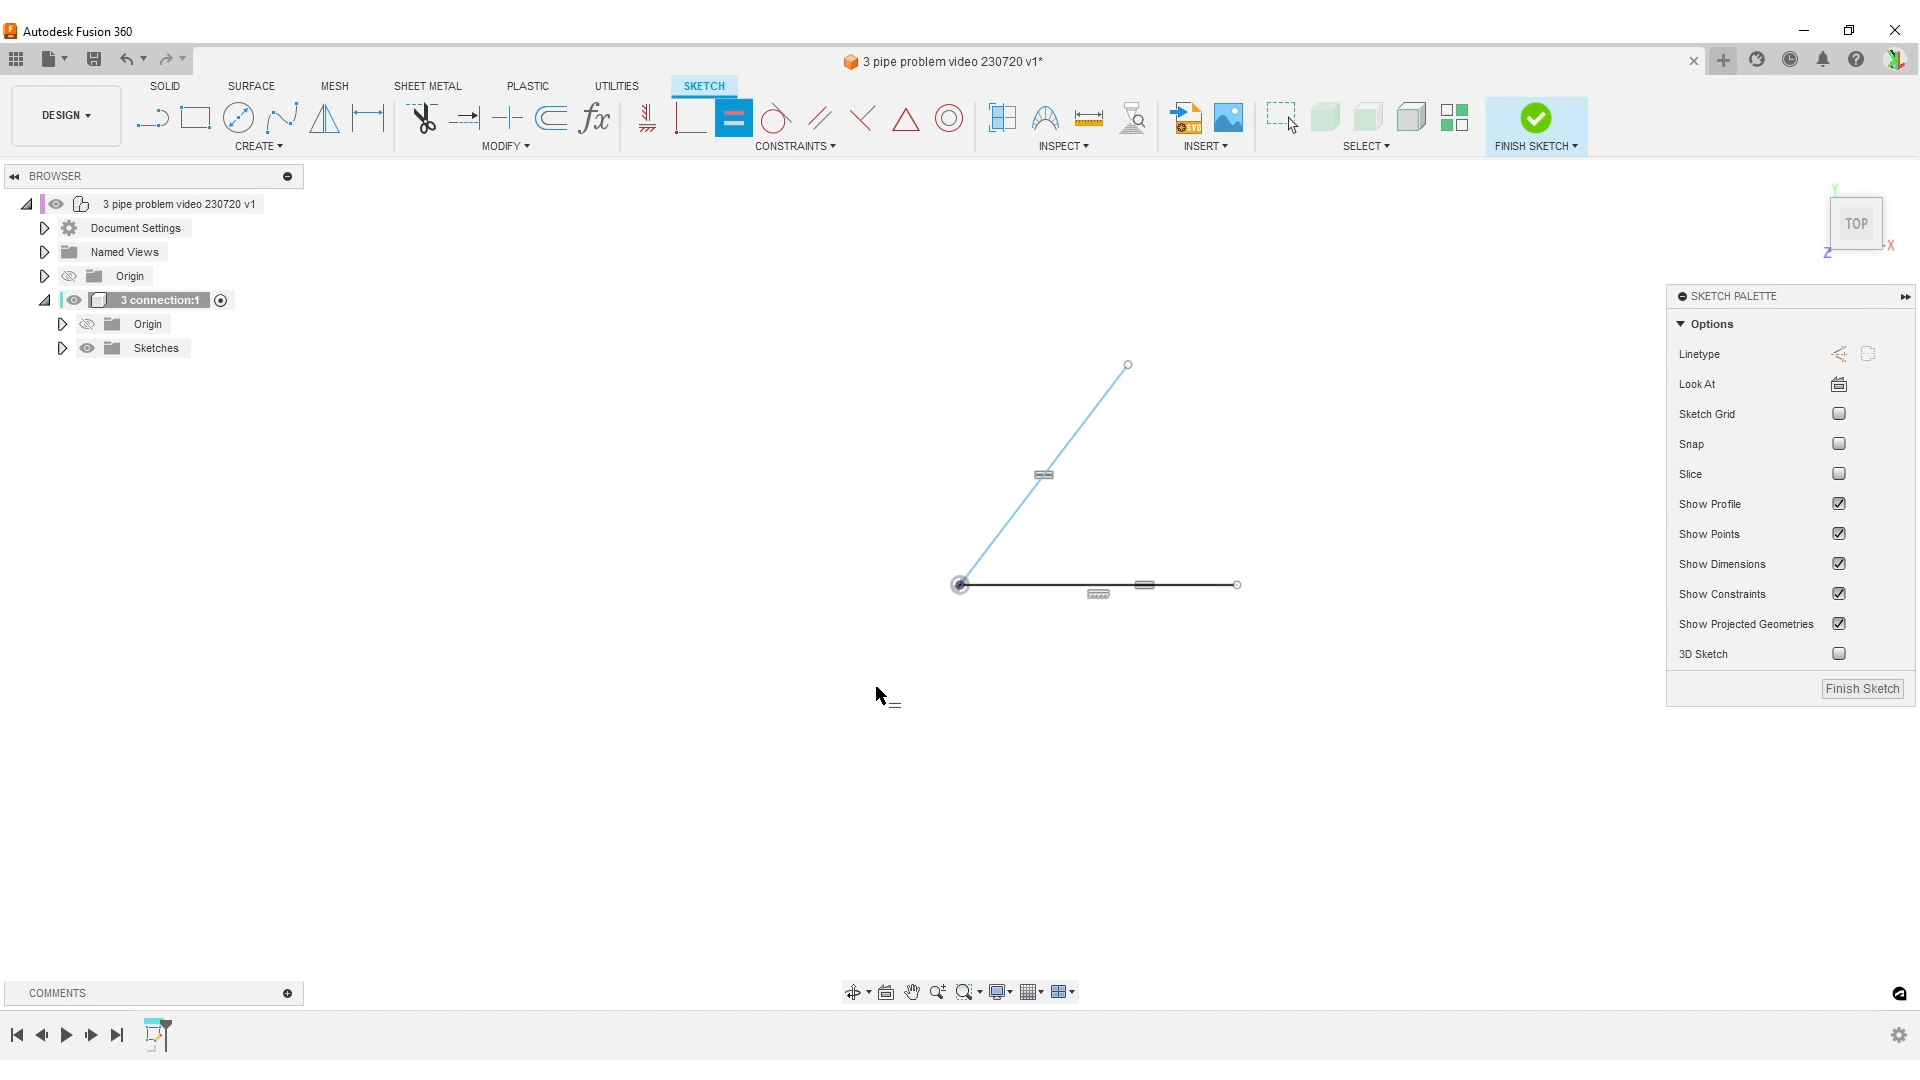 Autodesk Fusion 360
3 pipe problem video 230720 v1*
SOLID SURFACE MESH SHEET METAL PLASTIC UTILITIES SKETCH
DESIGN
fx
SVG
CREATE MODIFY CONSTRAINTS INSPECT INSERT SELECT FINISH SKETCH
BROWSER
3 pipe problem video 230720 v1
Document Settings
Named Views
Origin
3 connection:1
Origin
Sketches
Y
TOP
X
Z
SKETCH PALETTE
Options
Linetype
Look At
Sketch Grid
Snap
Slice
Show Profile
Show Points
Show Dimensions
Show Constraints
Show Projected Geometries
3D Sketch
Finish Sketch
COMMENTS